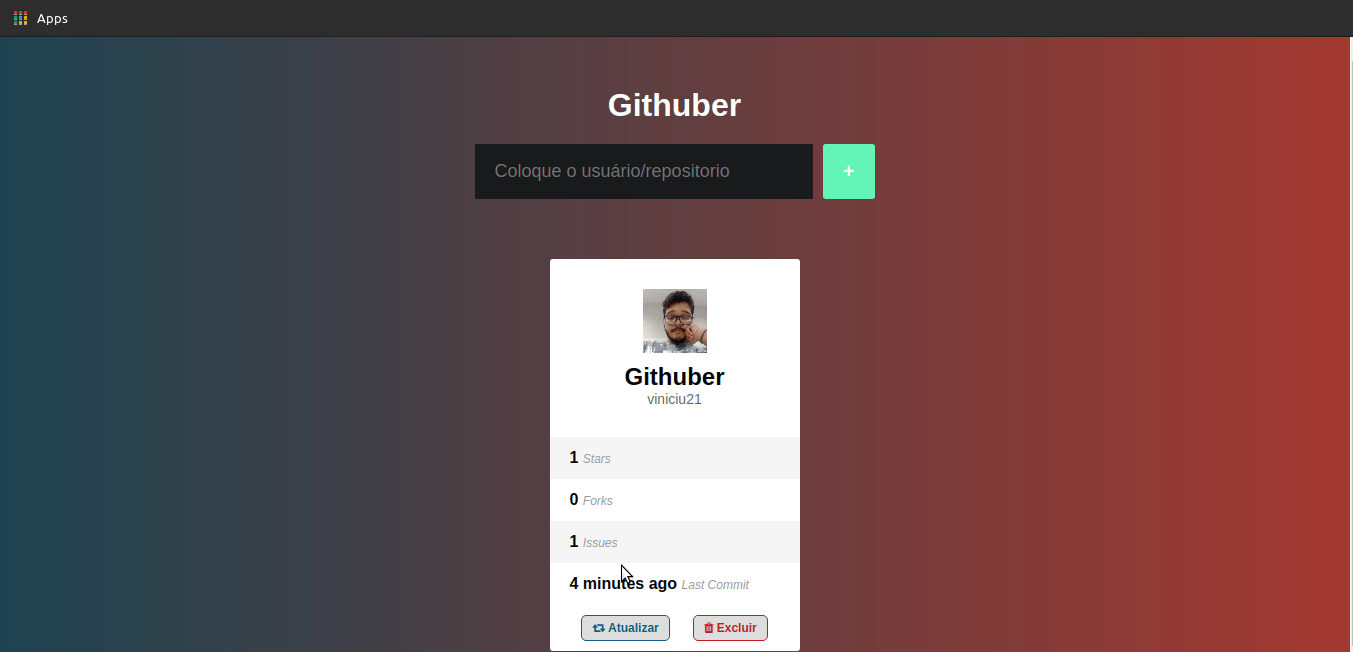 Apps
Githuber
Coloque o usuário/repositorio
+
Githuber
viniciu21
1 Stars
0 Forks
1 Issues
4 minutes ago Last Commit
Atualizar Excluir